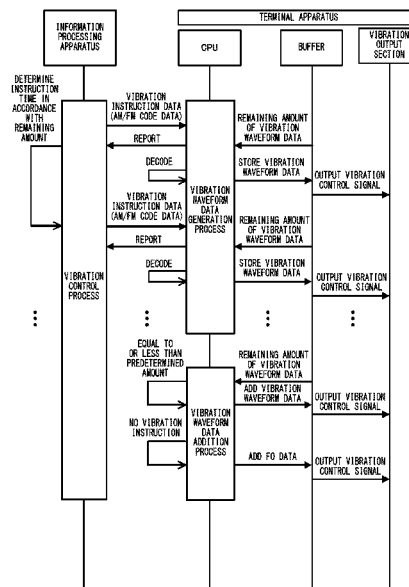 TERMINAL APPARATUS
INFORMATION
PROCESSING
APPARATUS
CPU
BUFFER
VIBRATION
OUTPUT
SECTION
DETERMINE
INSTRUCTION
TIME IN
ACCORDANCE
WITH
REMAINING
AMOUNT
VIBRATION
INSTRUCTION DATA
(AM/FM CODE DATA)
REMAINING AMOUNT
OF VIBRATION
WAVEFORM DATA
REPORT
DECODE
STORE VIBRATION
WAVEFORM DATA
OUTPUT VIBRATION
CONTROL SIGNAL
VIBRATION
INSTRUCTION DATA
(AM/FM CODE DATA)
VIBRATION
WAVEFORM
DATA
GENERATION
PROCESS
REMAINING AMOUNT
OF VIBRATION
WAVEFORM DATA
REPORT
VIBRATION
CONTROL
PROCESS
DECODE
STORE VIBRATION
WAVEFORM DATA
OUTPUT VIBRATION
CONTROL SIGNAL
EQUAL TO
OR LESS THAN
PREDETERMINED
AMOUNT
REMAINING AMOUNT
OF VIBRATION
WAVEFORM DATA
ADD VIBRATION
WAVEFORM DATA
OUTPUT VIBRATION
CONTROL SIGNAL
NO VIBRATION
INSTRUCTION
VIBRATION
WAVEFORM
DATA
ADDITION
PROCESS
ADD FO DATA
OUTPUT VIBRATION
CONTROL SIGNAL